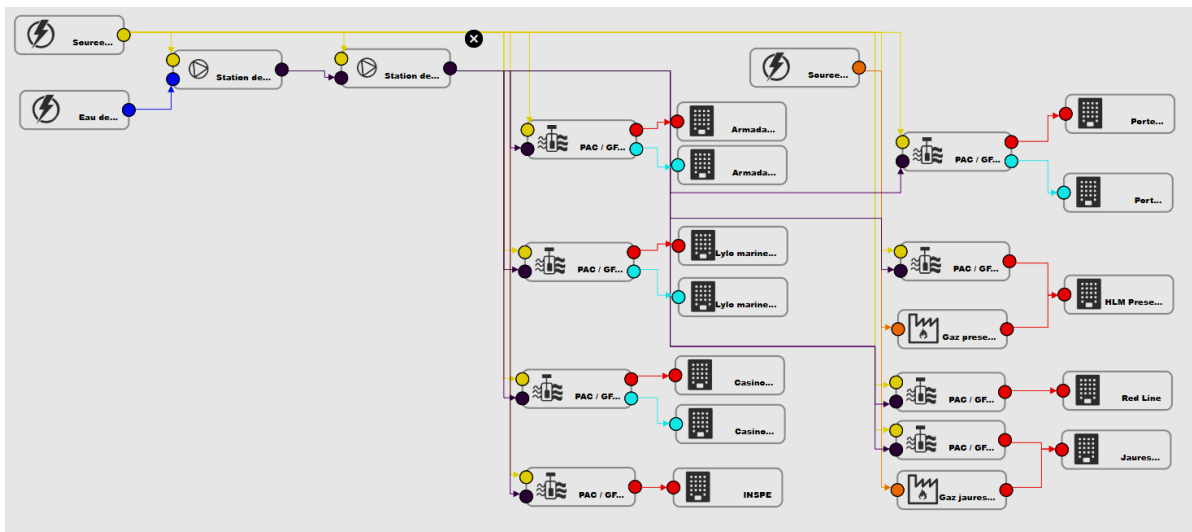 Source...
Station de...
Station de...
Source...
Eau de...
Armada...
Porte...
PAC / GF...
PAC / GF...
Armada...
Port...
Lylo marine...
PAC / GF...
PAC / GF...
Lylo marine...
HLM Prese...
Gaz prese...
Casino...
PAC / GF...
PAC / GF...
Red Line
Casino...
PAC / GF...
Jaures...
PAC / GF...
INSPE
Gaz jaures...